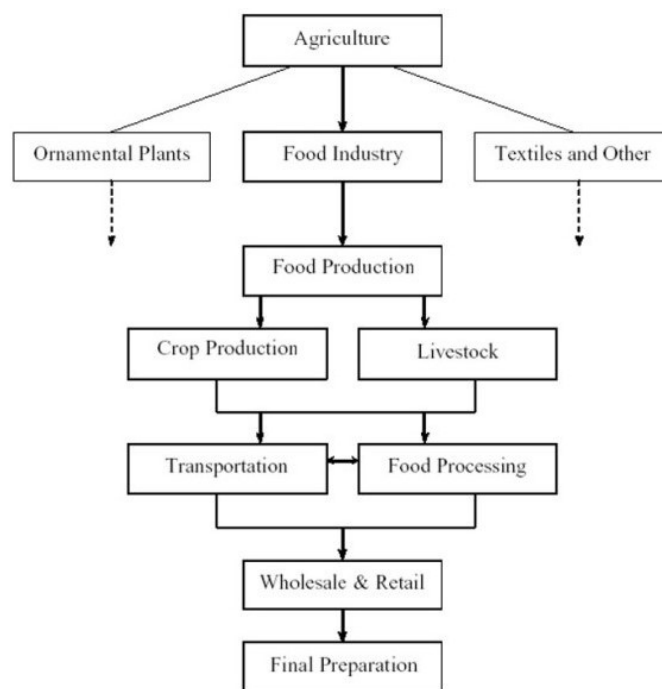 Agriculture
Ornamental Plants
Food Industry
Textiles and Other
Food Production
Crop Production
Livestock
Transportation
Food Processing
Wholesale & Retail
Final Preparation